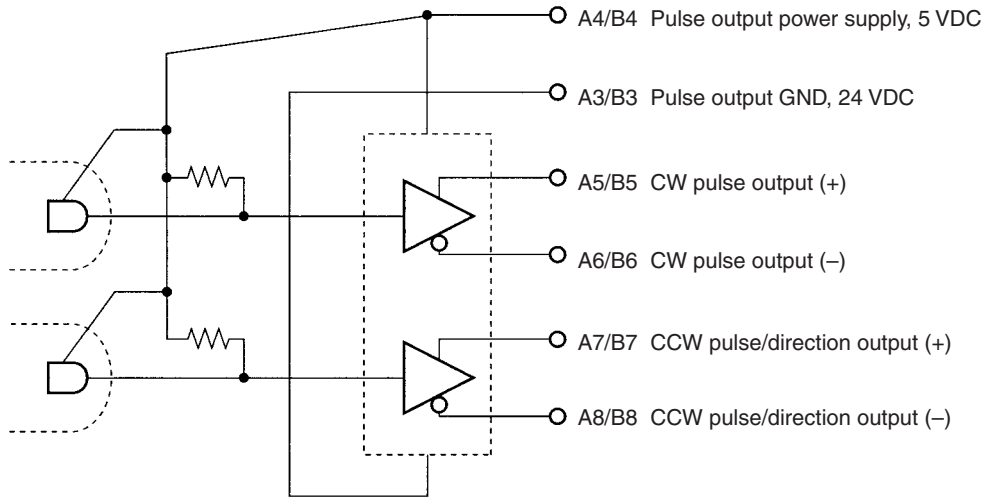 A4/B4 Pulse output power supply, 5 VDC
A3/B3 Pulse output GND, 24 VDC
A5/B5 CW pulse output (+)
A6/B6 CW pulse output (–)
A7/B7 CCW pulse/direction output (+)
A8/B8 CCW pulse/direction output (–)